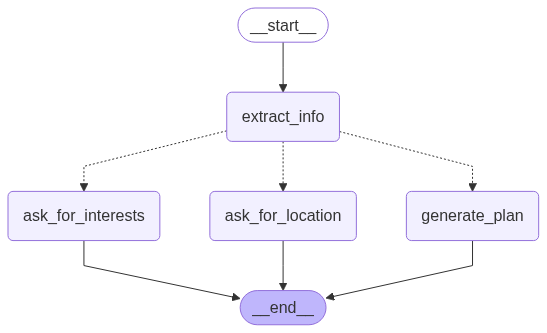 __start__
extract_info
ask_for_interests
ask_for_location
generate_plan
__end__